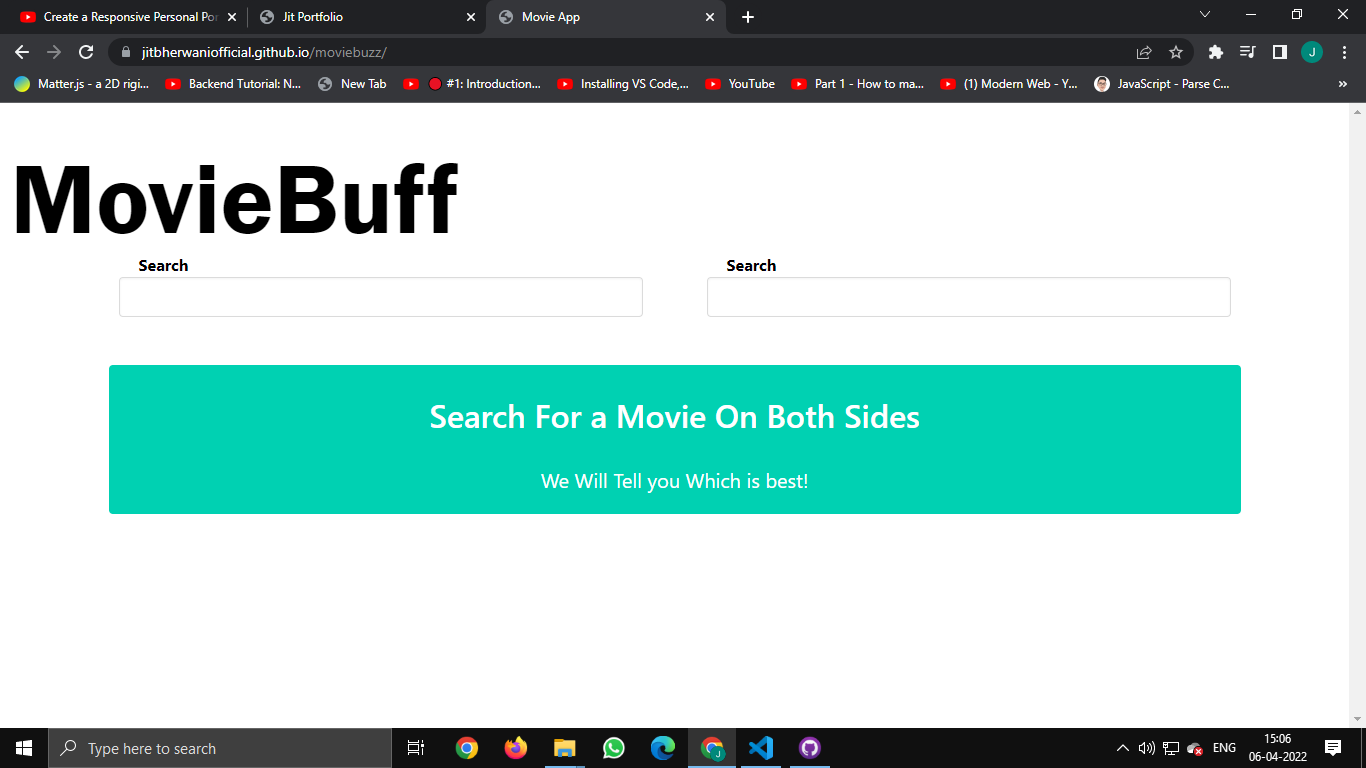 Create a Responsive Personal Por
Jit Portfolio
Movie App
jitbherwaniofficial.github.io/moviebuzz/
J
Matter.js - a 2D rigi...
Backend Tutorial: N...
New Tab
#1: Introduction...
Installing VS Code,...
YouTube
Part 1 - How to ma...
(1) Modern Web - Y...
JavaScript - Parse C...
»
MovieBuff
Search
Search
Search For a Movie On Both Sides
We Will Tell you Which is best!
Type here to search
J
ENG
15:06
06-04-2022